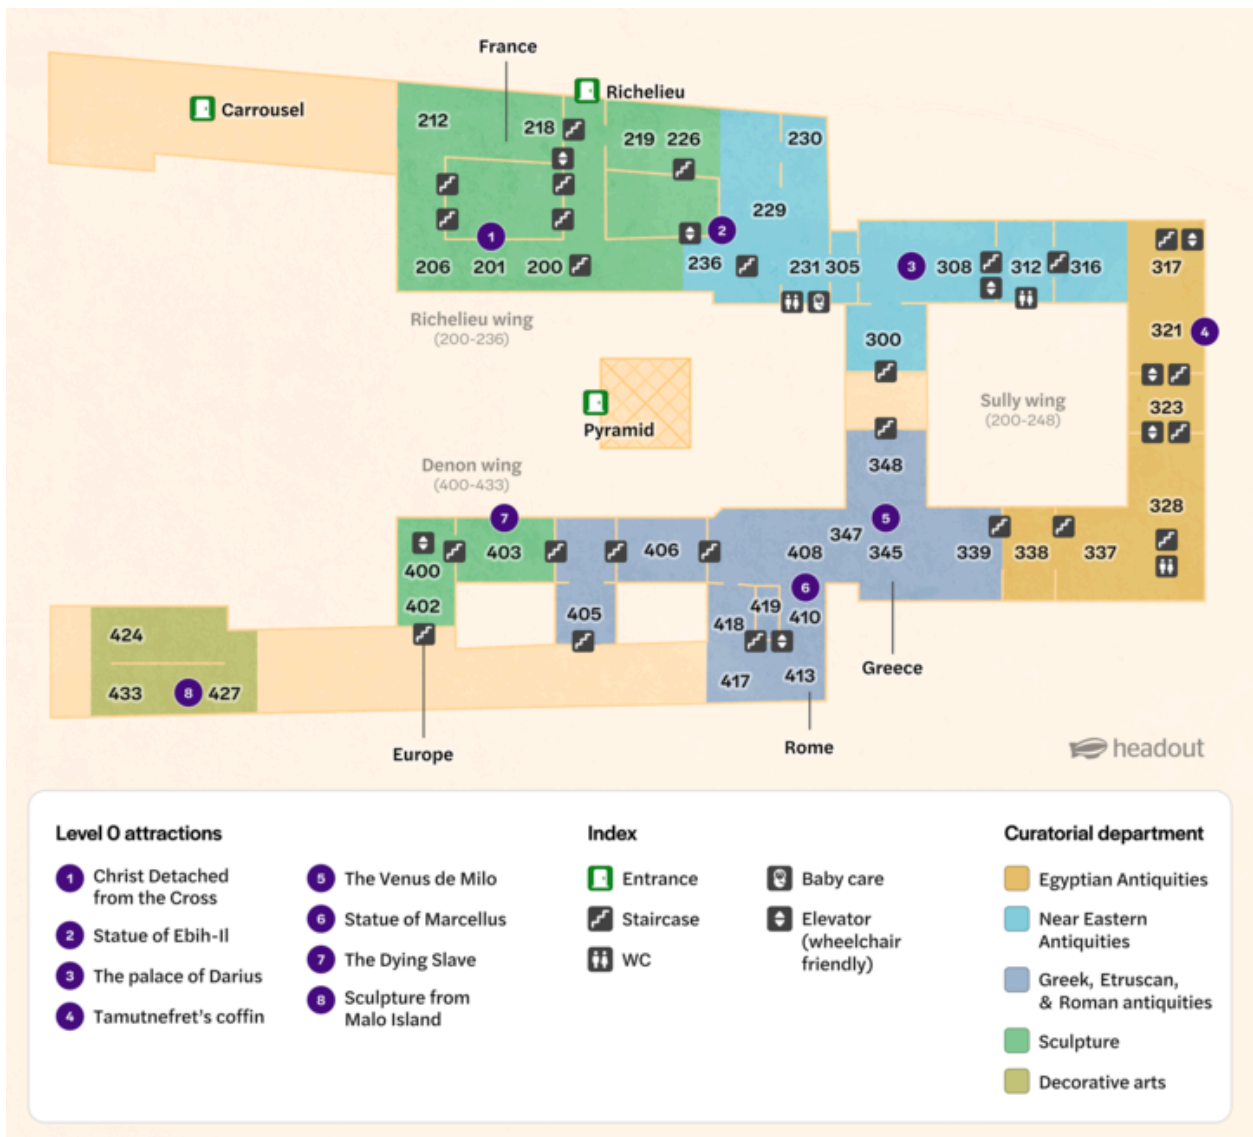 France
Carrousel
Richelieu
212
218
219
226
230
229
1
2
206
201
200
236
231
305
3
308
312
316
317
Richelieu wing
(200-236)
300
321
4
Pyramid
Sully wing
(200-248)
323
Denon wing
(400-433)
348
328
7
5
403
406
408
347
345
339
338
337
400
402
405
6
419
418
410
424
433
8
427
417
413
Greece
Europe
Rome
headout
Level 0 attractions
1
Christ Detached
from the Cross
2
Statue of Ebih-Il
3
The palace of Darius
4
Tamutnefret's coffin
5
The Venus de Milo
6
Statue of Marcellus
7
The Dying Slave
8
Sculpture from
Malo Island
Index
Entrance
Staircase
WC
Baby care
Elevator
(wheelchair
friendly)
Curatorial department
Egyptian Antiquities
Near Eastern
Antiquities
Greek, Etruscan,
& Roman antiquities
Sculpture
Decorative arts